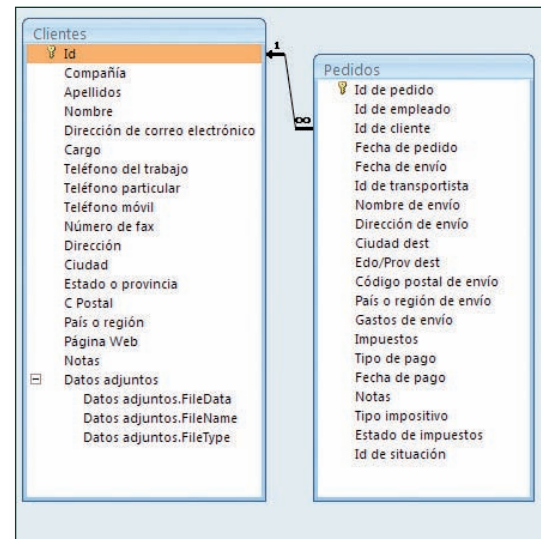 Clientes
Id
Compañía
Apellidos
Nombre
Dirección de correo electrónico
Cargo
Teléfono del trabajo
Teléfono particular
Teléfono móvil
Número de fax
Dirección
Ciudad
Estado o provincia
C Postal
País o región
Página Web
Notas
Datos adjuntos
Datos adjuntos.FileData
Datos adjuntos.FileName
Datos adjuntos.FileType
1
∞
Pedidos
Id de pedido
Id de empleado
Id de cliente
Fecha de pedido
Fecha de envío
Id de transportista
Nombre de envío
Dirección de envío
Ciudad dest
Edo/Prov dest
Código postal de envío
País o región de envío
Gastos de envío
Impuestos
Tipo de pago
Fecha de pago
Notas
Tipo impositivo
Estado de impuestos
Id de situación